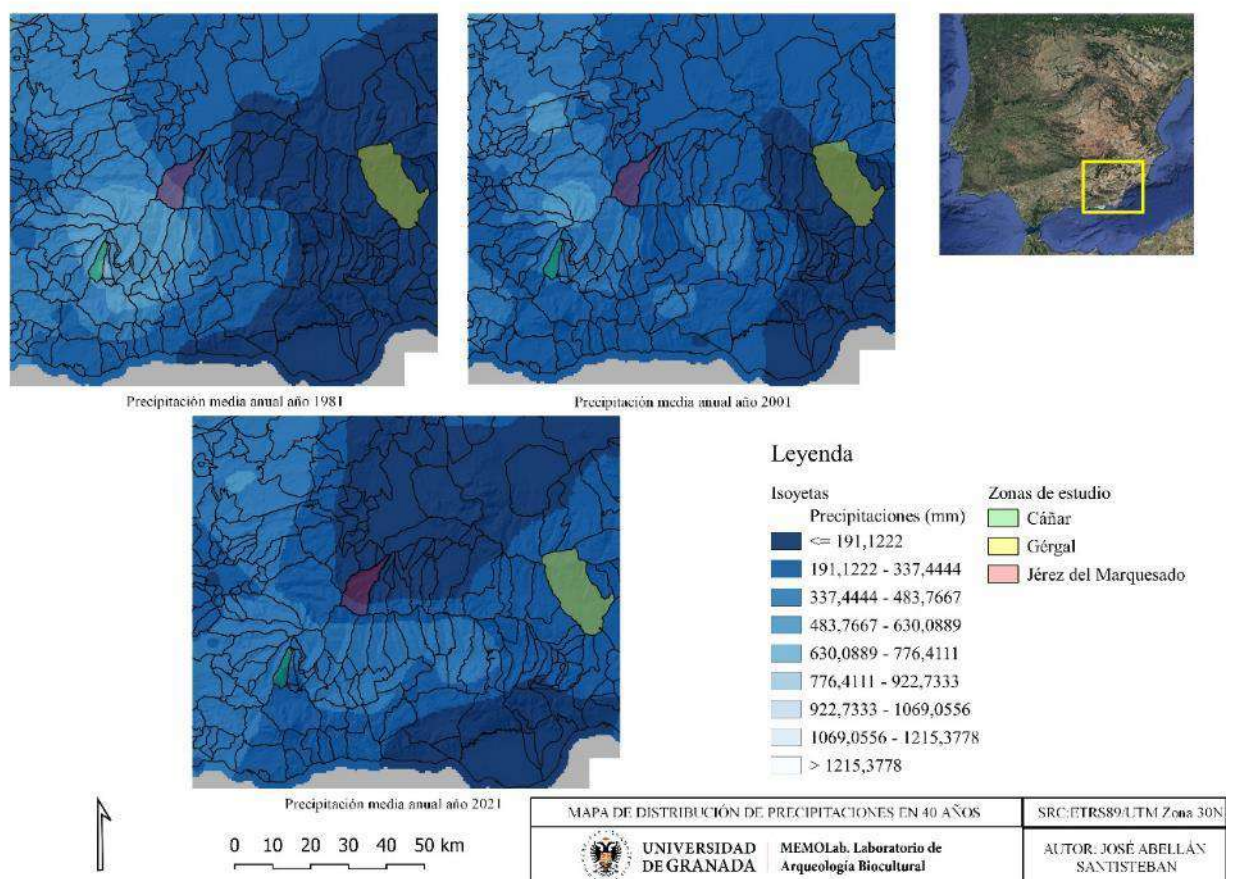 Precipitación media anual año 1981
Precipitación media anual año 2001
Precipitación media anual año 2021
Leyenda
Isoyetas
Precipitaciones (mm)
<= 191,1222
191,1222 - 337,4444
337,4444 - 483,7667
483,7667 - 630,0889
630,0889 - 776,4111
776,4111 - 922,7333
922,7333 - 1069,0556
1069,0556 - 1215,3778
> 1215,3778
Zonas de estudio
Cáñar
Gérgal
Jérez del Marquesado
0 10 20 30 40 50 km
MAPA DE DISTRIBUCIÓN DE PRECIPITACIONES EN 40 AÑOS
SRC:ETRS89/UTM Zona 30N
UNIVERSIDAD
DE GRANADA
MEMOLab. Laboratorio de
Arqueología Biocultural
AUTOR: JOSÉ ABELLÁN
SANTISTEBAN